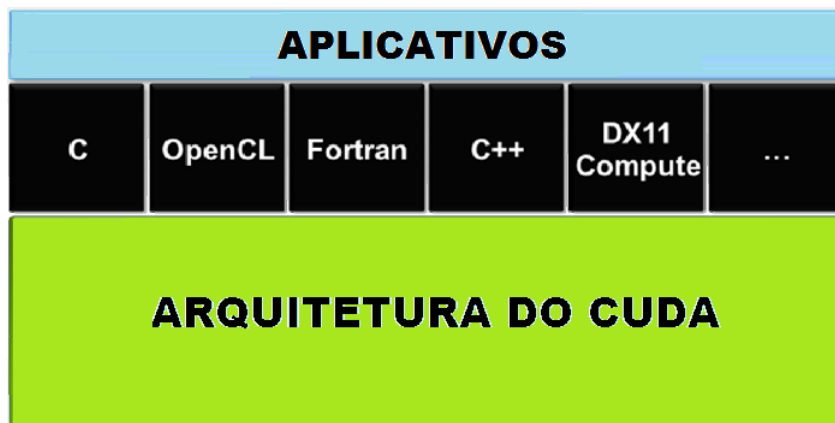 APLICATIVOS
C
OpenCL
Fortran
C++
DX11
Compute
...
ARQUITETURA DO CUDA